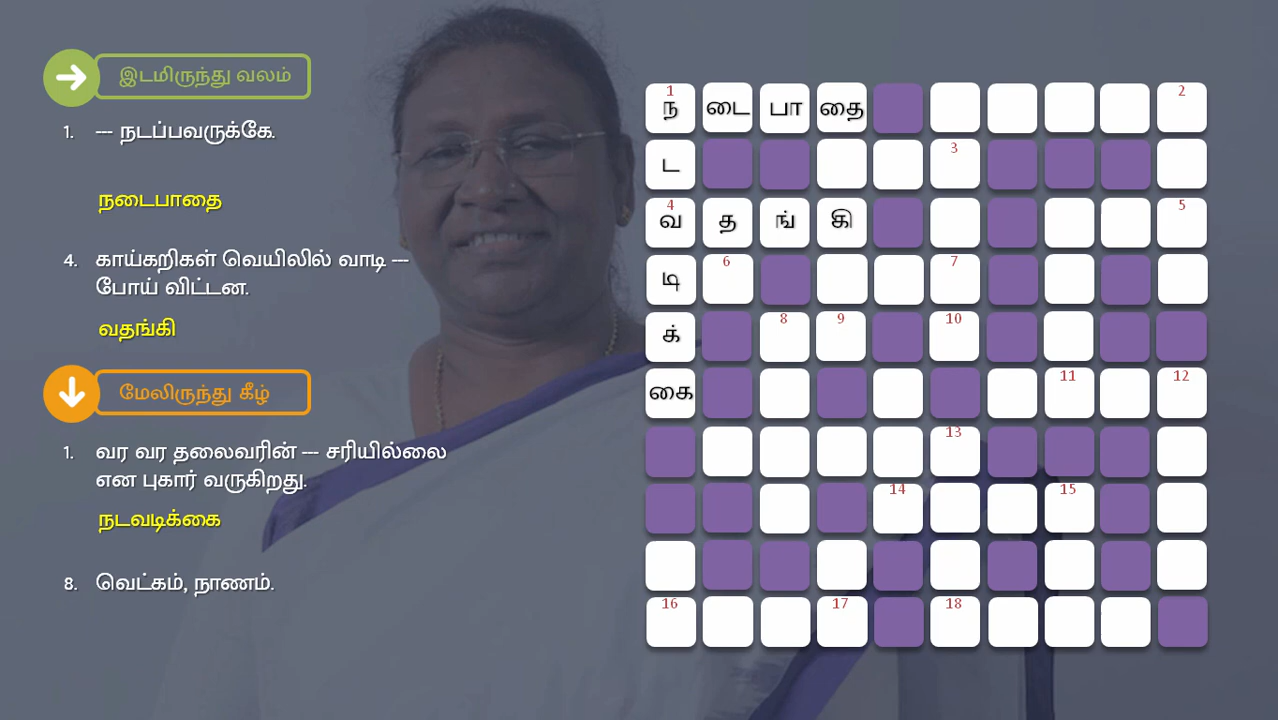 இடமிருந்து வலம்
1. --- நடப்பவருக்கே.
நடைபாதை
4. காய்கறிகள் வெயிலில் வாடி ---
போய் விட்டன.
வதங்கி
மேலிருந்து கீழ்
1. வர வர தலைவரின் --- சரியில்லை
என புகார் வருகிறது.
நடவடிக்கை
8. வெட்கம், நாணம்.
1 2
ந டை பா தை
3
ட
4 5
வ த ங் கி
6 7
டி
8 9 10
க்
11 12
கை
13
14 15
16 17 18